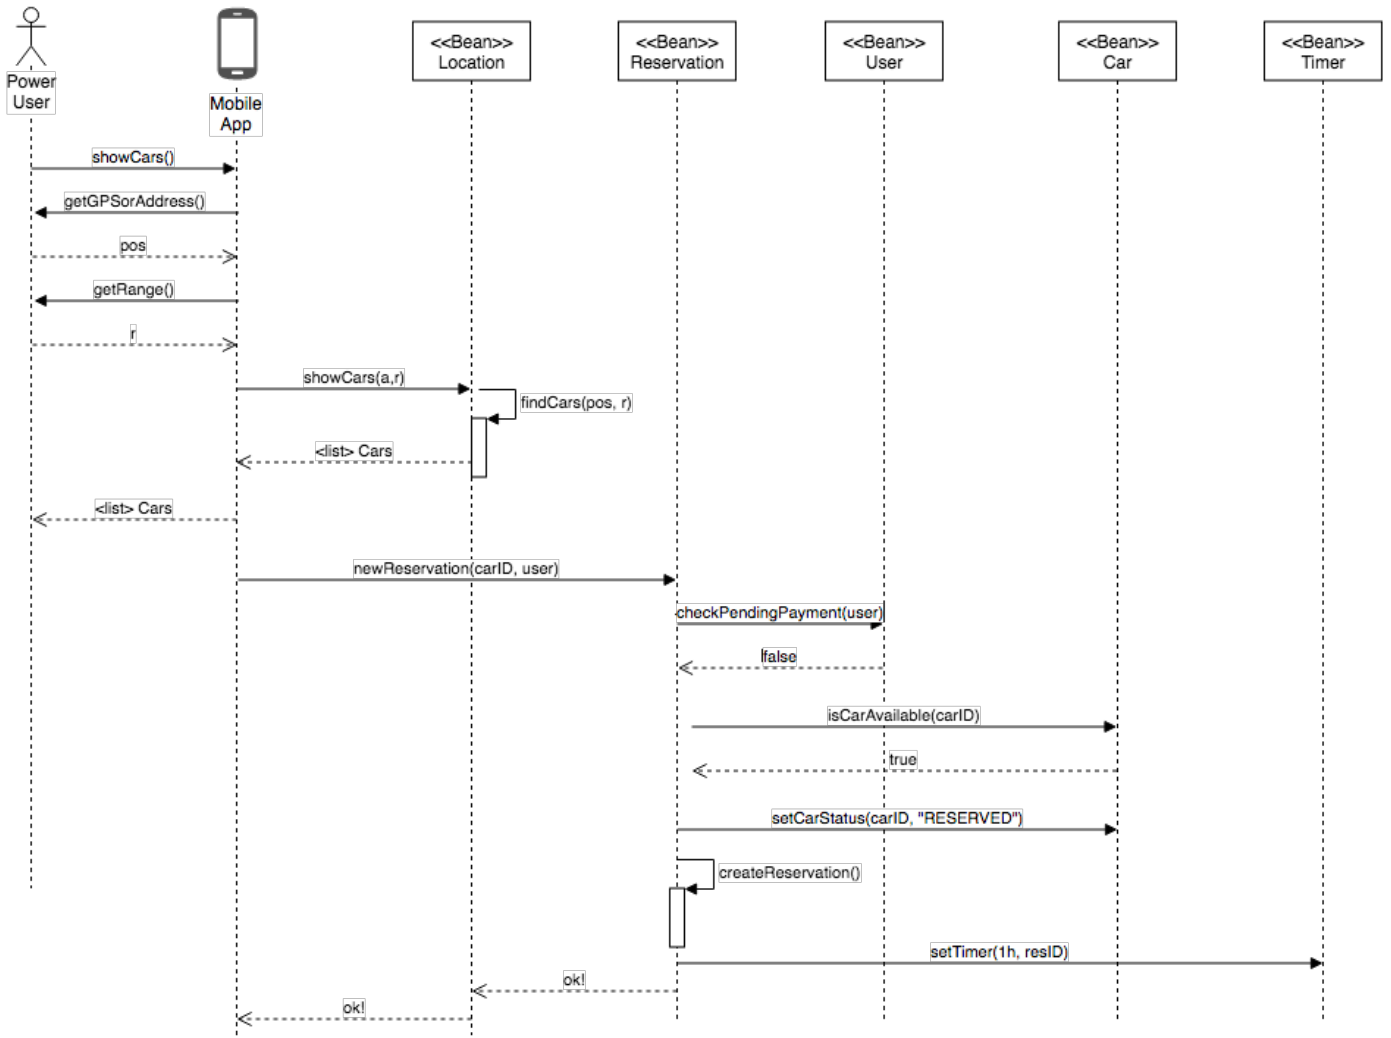 Power
User
Mobile
App
<<Bean>>
Location
<<Bean>>
Reservation
<<Bean>>
User
<<Bean>>
Car
<<Bean>>
Timer
showCars()
getGPSorAddress()
pos
getRange()
r
showCars(a,r)
findCars(pos, r)
<list> Cars
<list> Cars
newReservation(carID, user)
checkPendingPayment(user)
false
isCarAvailable(carID)
true
setCarStatus(carID, "RESERVED")
createReservation()
setTimer(1h, resID)
ok!
ok!